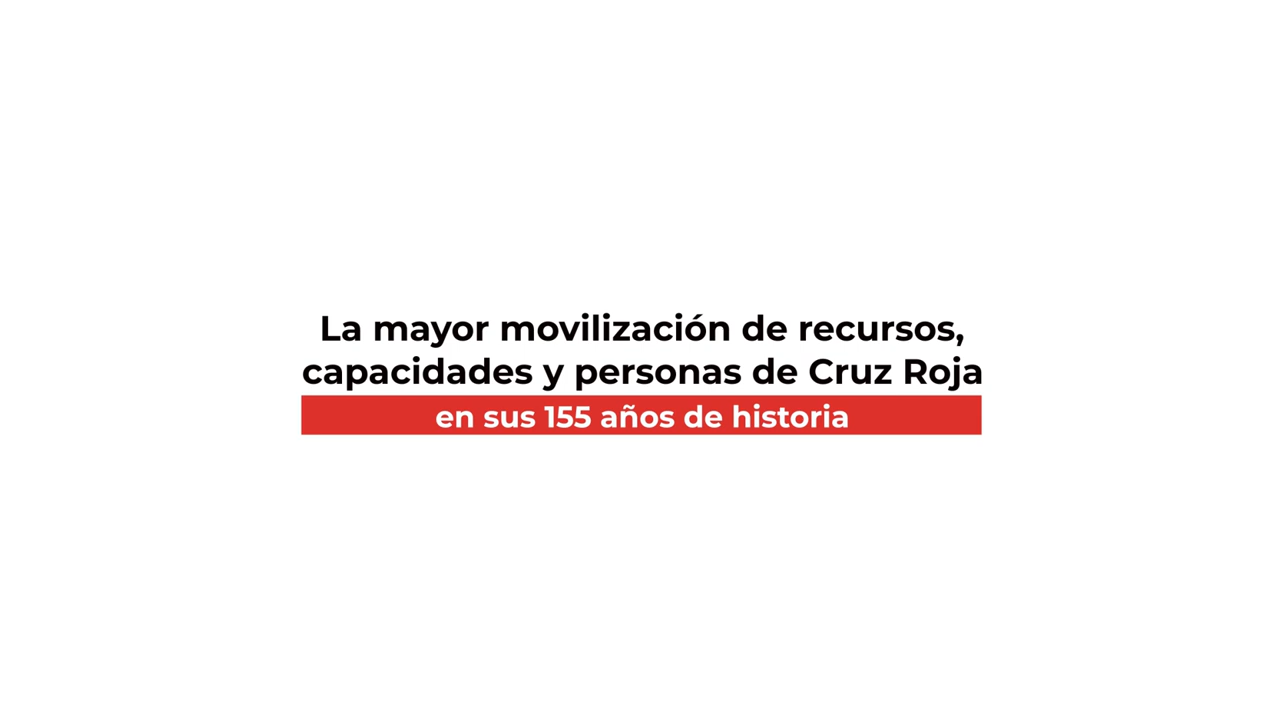 La mayor movilización de recursos,
capacidades y personas de Cruz Roja
en sus 155 años de historia